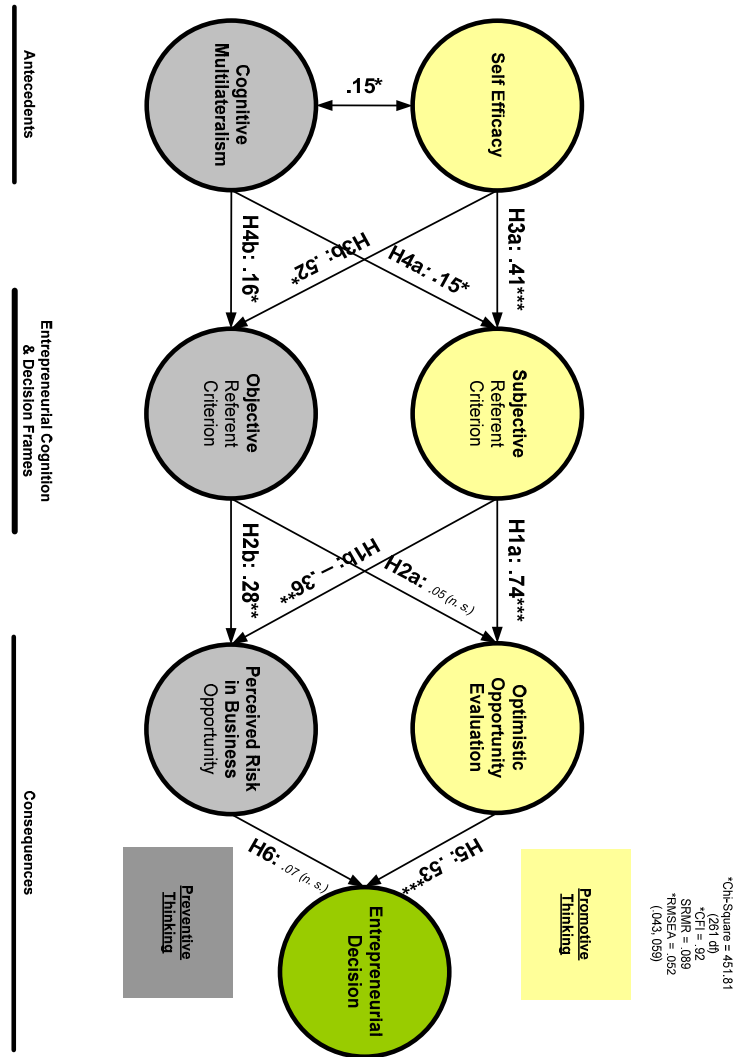 *Chi-Square = 451.81
(261 df)
*CFI = .92
SRMR = .089
*RMSEA = .052
(.043, .059)
Self Efficacy
H3a: .41***
Subjective
Referent
Criterion
H1a: .74***
Optimistic
Opportunity
Evaluation
Promotive
Thinking
.15*
H4a: .15*
H3b: .52*
H2a: .05 (n. s.)
H1b: – .36**
H5: .53***
Entrepreneurial
Decision
Cognitive
Multilateralism
H4b: .16*
Objective
Referent
Criterion
H2b: .28**
Perceived Risk
in Business
Opportunity
H6: .07 (n. s.)
Preventive
Thinking
Antecedents
Entrepreneurial Cognition
& Decision Frames
Consequences